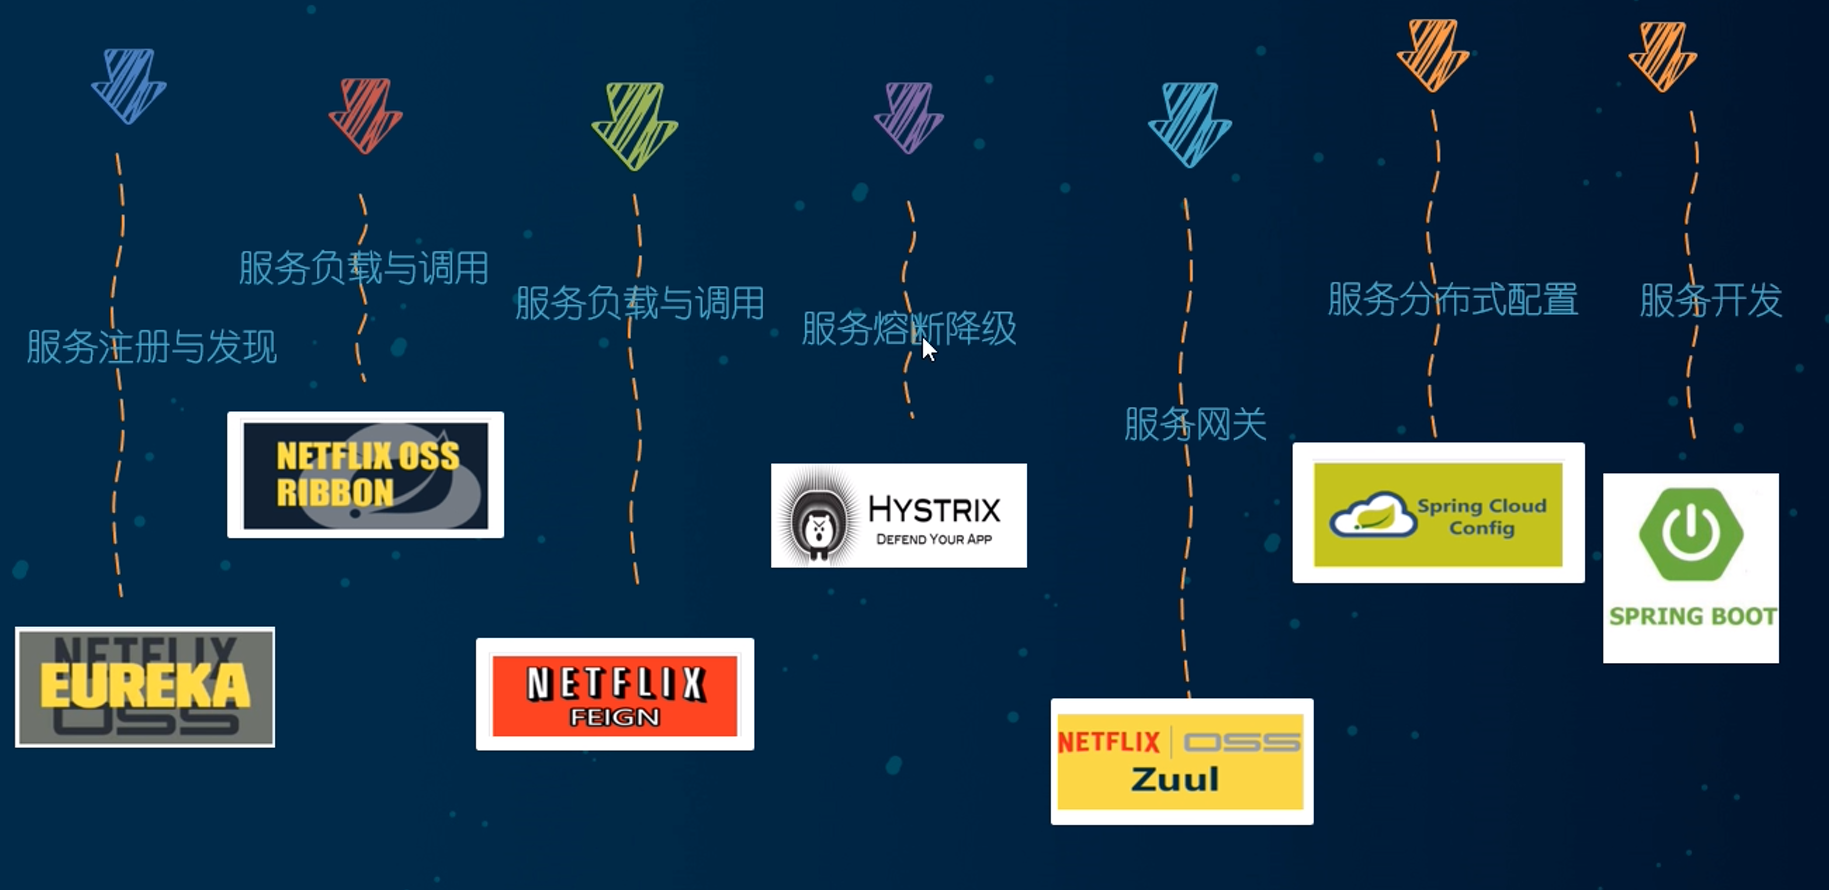 服务注册与发现
NETFLIX
EUREKA
OSS
服务负载与调用
NETFLIX OSS
RIBBON
服务负载与调用
NETFLIX
FEIGN
服务熔断降级
HYSTRIX
DEFEND YOUR APP
服务网关
NETFLIX | OSS
Zuul
服务分布式配置
Spring Cloud
Config
服务开发
SPRING BOOT